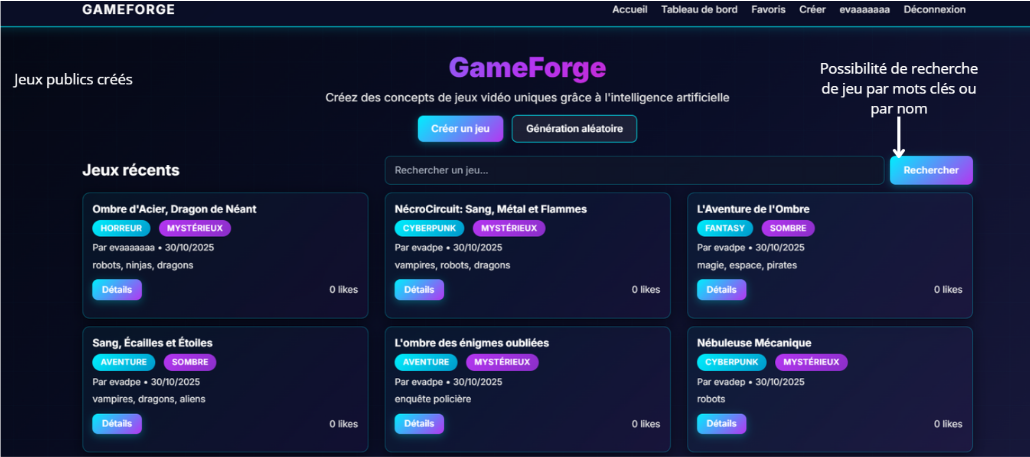 GAMEFORGE
Accueil Tableau de bord Favoris Créer evaaaaaaa Déconnexion
Jeux publics créés
GameForge
Créez des concepts de jeux vidéo uniques grâce à l'intelligence artificielle
Possibilité de recherche
de jeu par mots clés ou
par nom
Créer un jeu Génération aléatoire
Jeux récents
Rechercher un jeu...
Rechercher
Ombre d'Acier, Dragon de Néant
HORREUR MYSTÉRIEUX
Par evaaaaaaa • 30/10/2025
robots, ninjas, dragons
Détails 0 likes
NécroCircuit: Sang, Métal et Flammes
CYBERPUNK MYSTÉRIEUX
Par evadpe • 30/10/2025
vampires, robots, dragons
Détails 0 likes
L'Aventure de l'Ombre
FANTASY SOMBRE
Par evadpe • 30/10/2025
magie, espace, pirates
Détails 0 likes
Sang, Écailles et Étoiles
AVENTURE SOMBRE
Par evadpe • 30/10/2025
vampires, dragons, aliens
Détails 0 likes
L'ombre des énigmes oubliées
AVENTURE MYSTÉRIEUX
Par evadpe • 30/10/2025
enquête policière
Détails 0 likes
Nébuleuse Mécanique
CYBERPUNK MYSTÉRIEUX
Par evadep • 30/10/2025
robots
Détails 0 likes